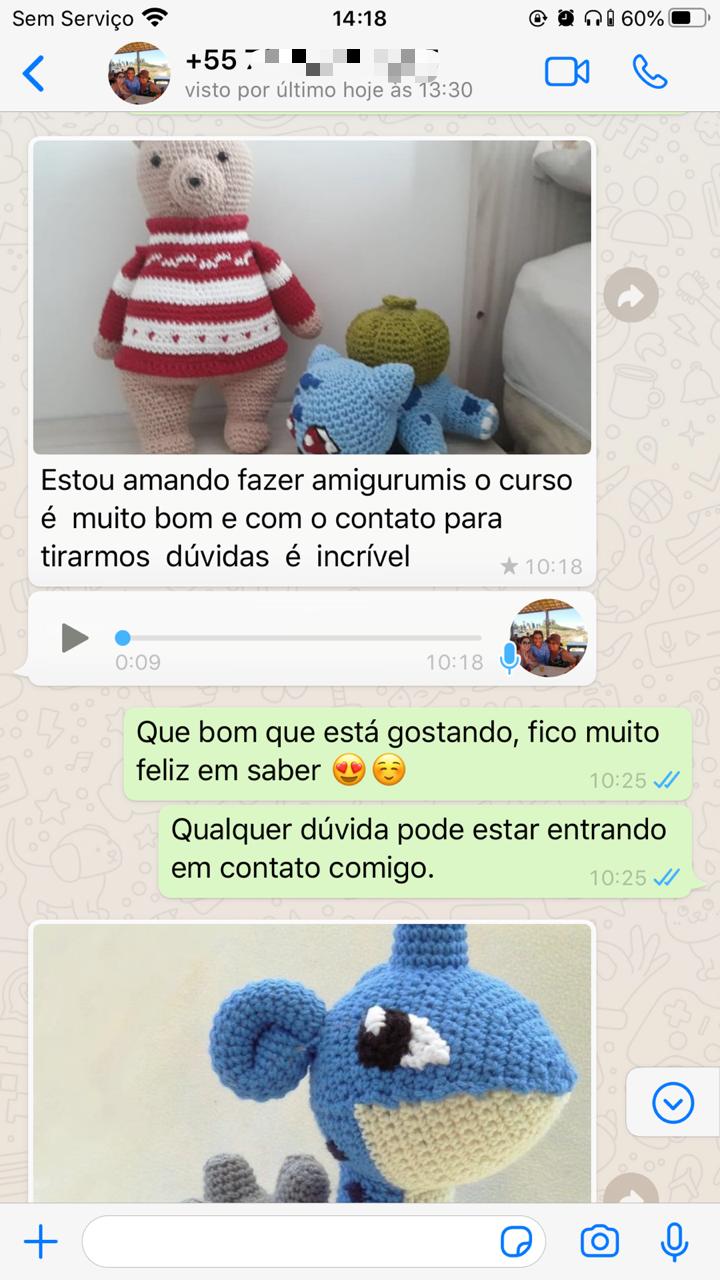 Sem Serviço 14:18 60%
+55
visto por último hoje às 13:30
Estou amando fazer amigurumis o curso
é muito bom e com o contato para
tirarmos dúvidas é incrível
10:18
0:09 10:18
Que bom que está gostando, fico muito
feliz em saber 😍☺️
10:25
Qualquer dúvida pode estar entrando
em contato comigo.
10:25